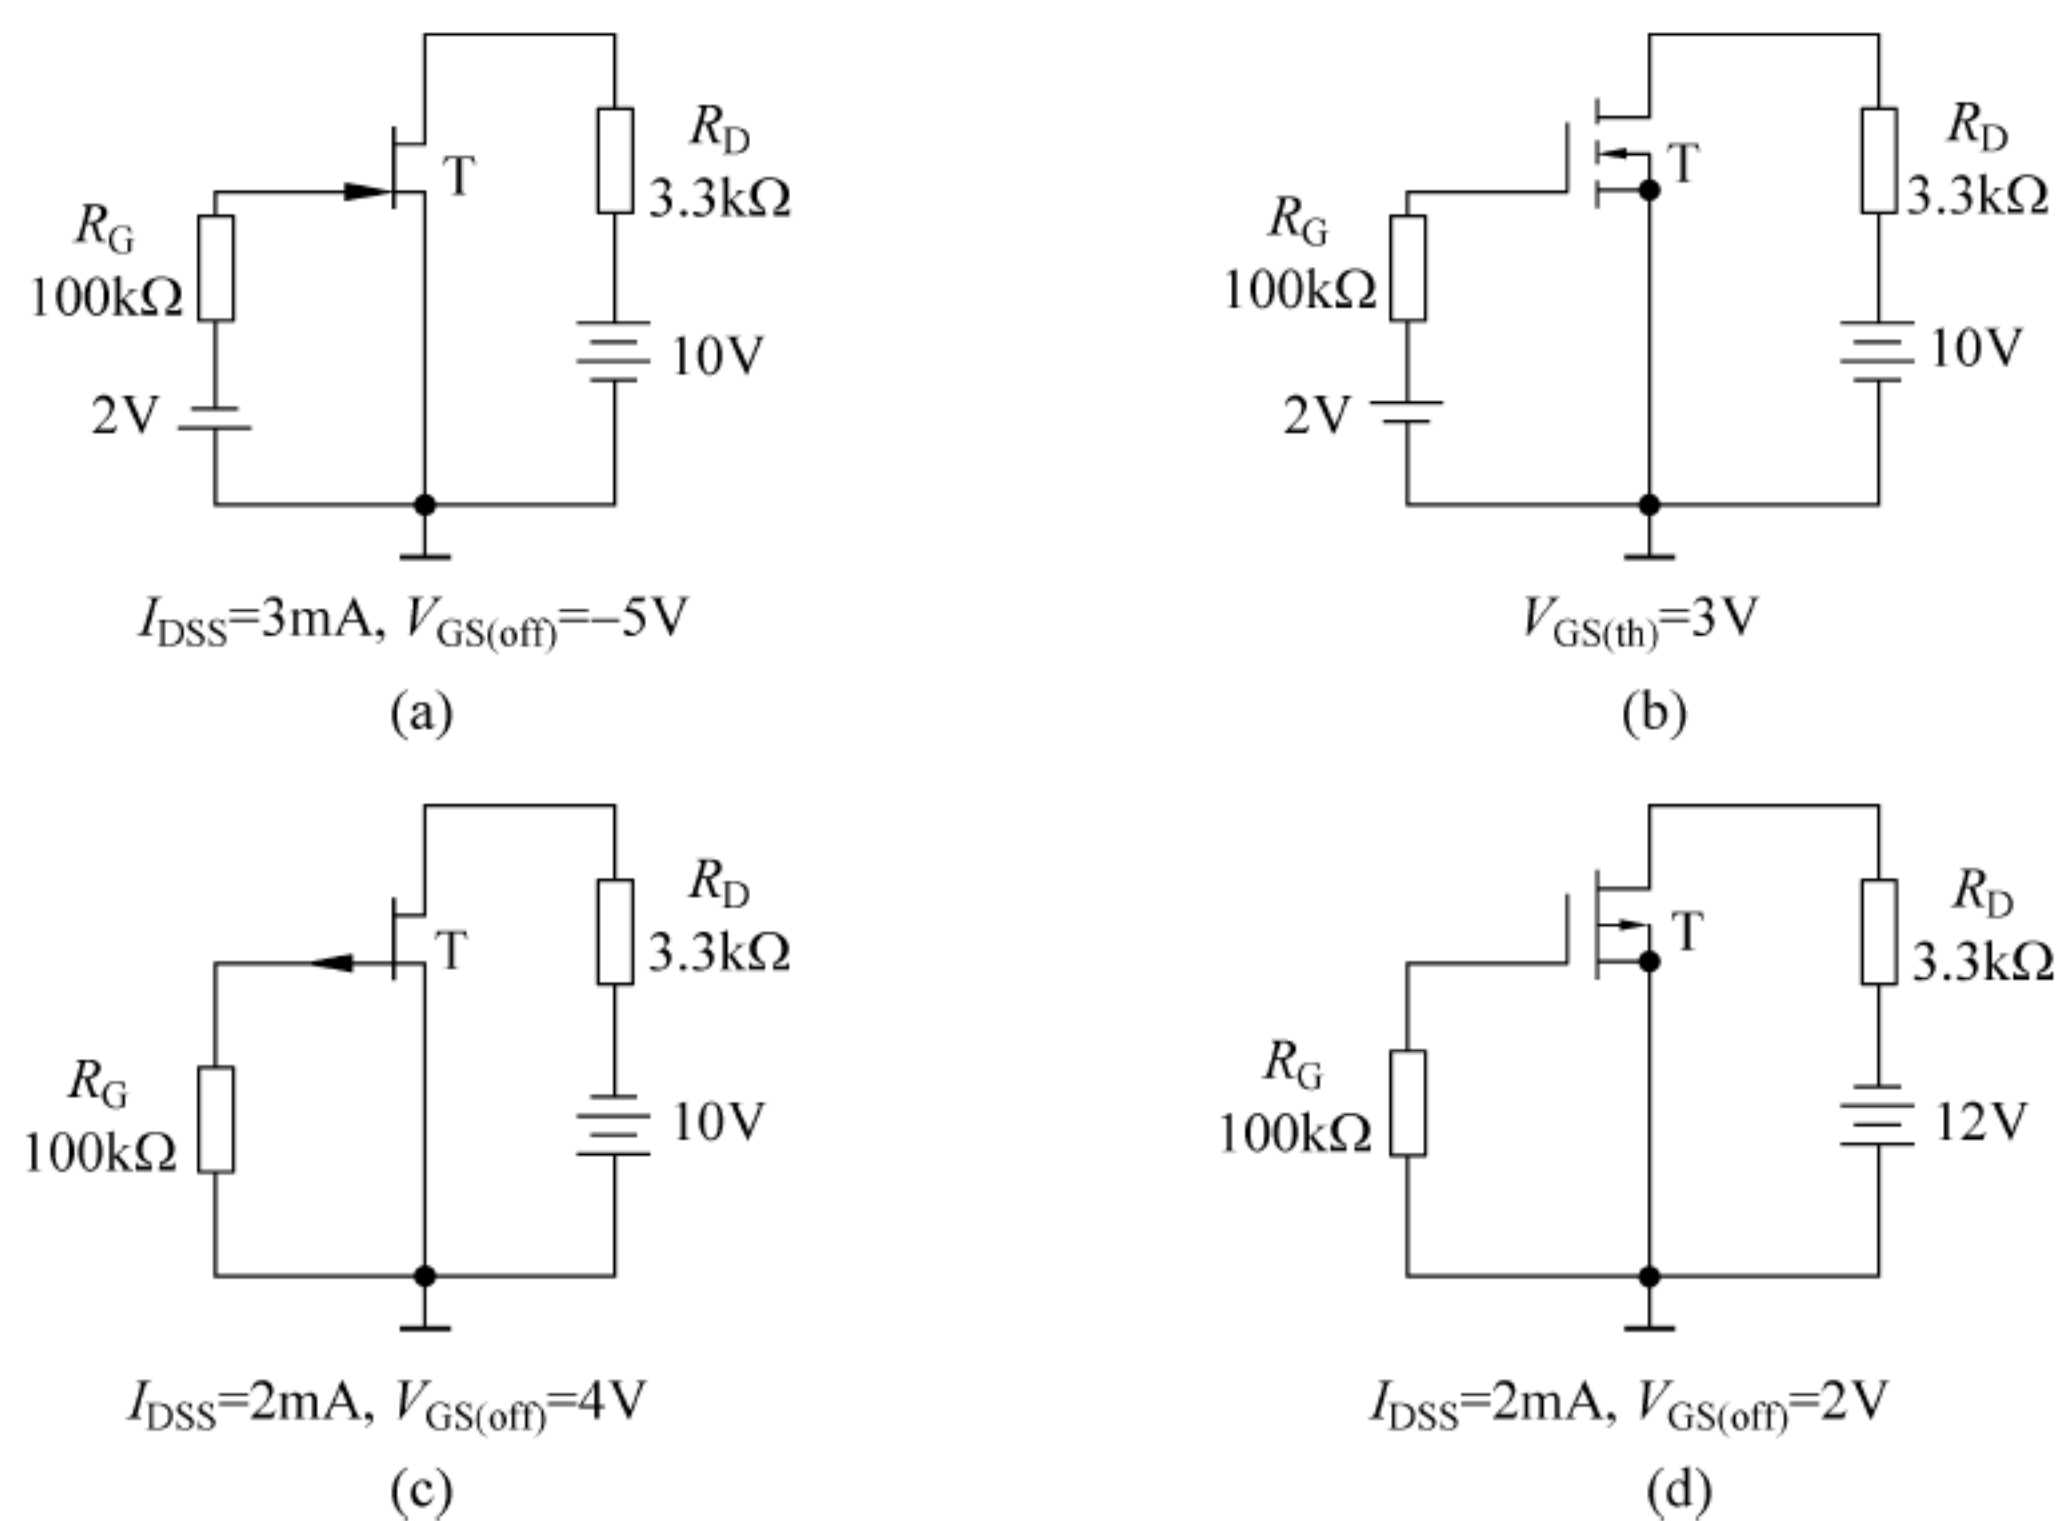 R_D
T
3.3kΩ
R_G
100kΩ
10V
2V
I_DSS=3mA, V_GS(off)=–5V
(a)
R_D
T
3.3kΩ
R_G
100kΩ
10V
2V
V_GS(th)=3V
(b)
R_D
T
3.3kΩ
R_G
100kΩ
10V
I_DSS=2mA, V_GS(off)=4V
(c)
R_D
T
3.3kΩ
R_G
100kΩ
12V
I_DSS=2mA, V_GS(off)=2V
(d)